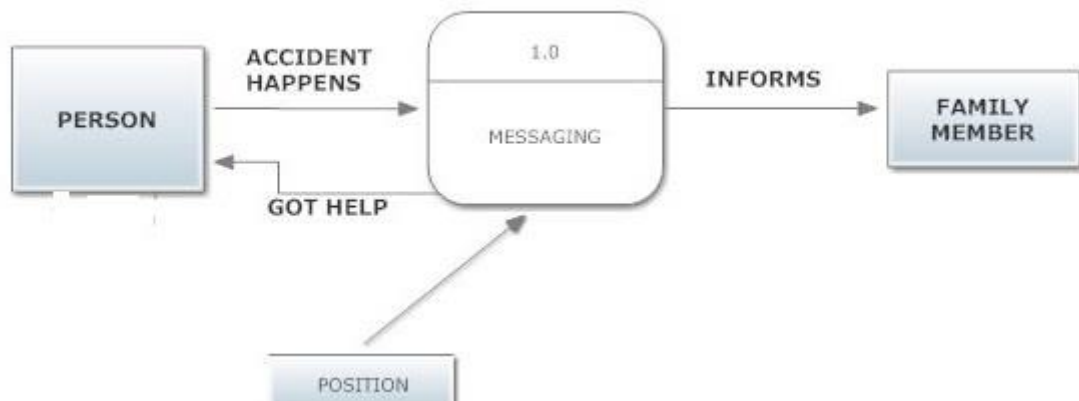 ACCIDENT
HAPPENS
PERSON
1.0
MESSAGING
INFORMS
FAMILY
MEMBER
GOT HELP
POSITION